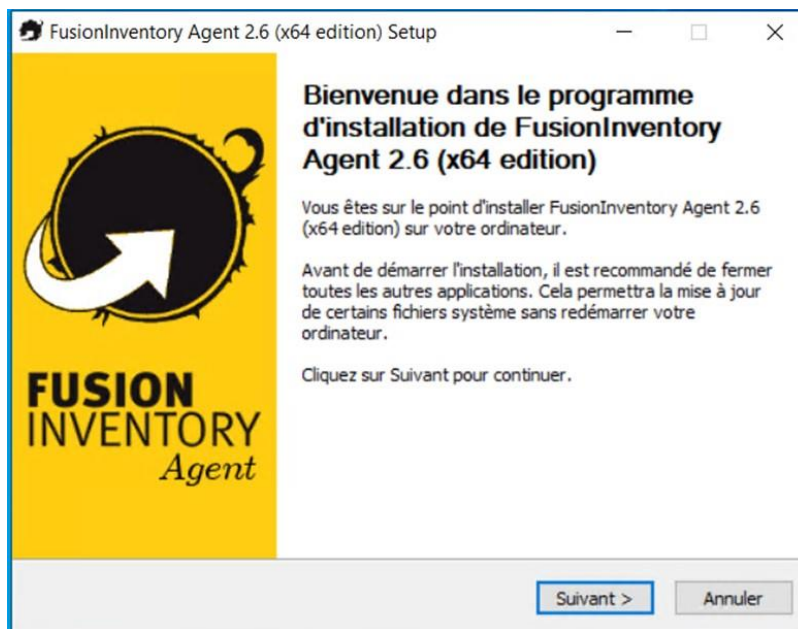 FusionInventory Agent 2.6 (x64 edition) Setup
Bienvenue dans le programme
d'installation de FusionInventory
Agent 2.6 (x64 edition)
Vous êtes sur le point d'installer FusionInventory Agent 2.6
(x64 edition) sur votre ordinateur.
Avant de démarrer l'installation, il est recommandé de fermer
toutes les autres applications. Cela permettra la mise à jour
de certains fichiers système sans redémarrer votre
ordinateur.
Cliquez sur Suivant pour continuer.
FUSION
INVENTORY
Agent
Suivant >
Annuler